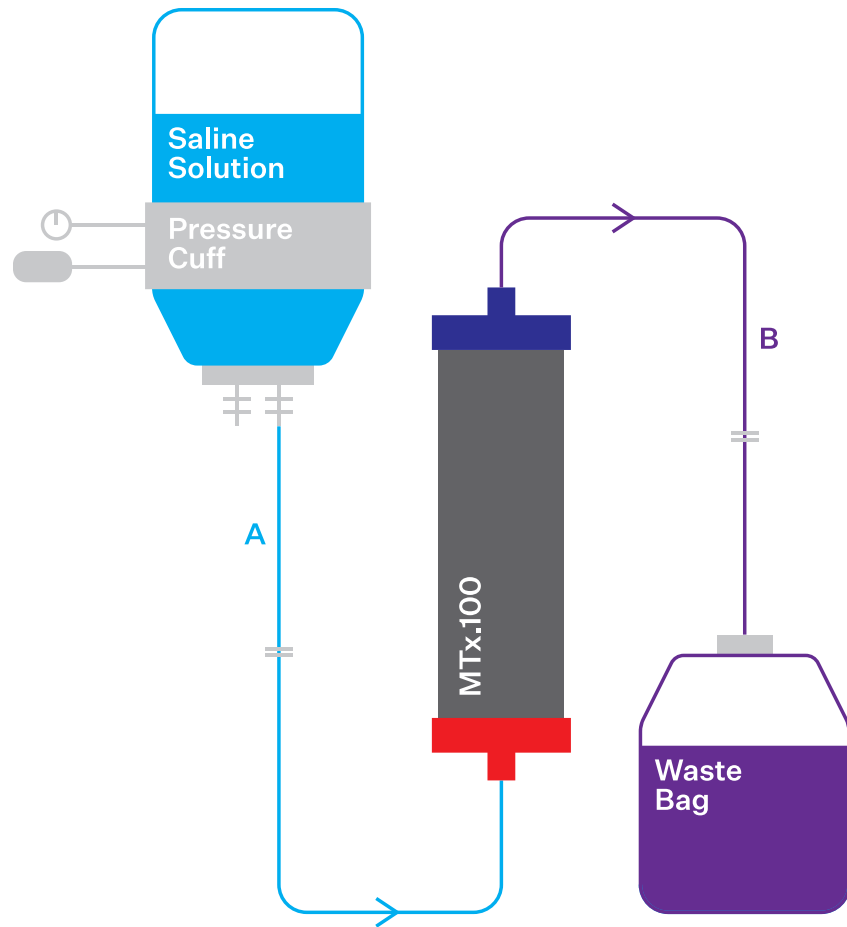 Saline
Solution
Pressure
Cuff
A
MTx.100
B
Waste
Bag